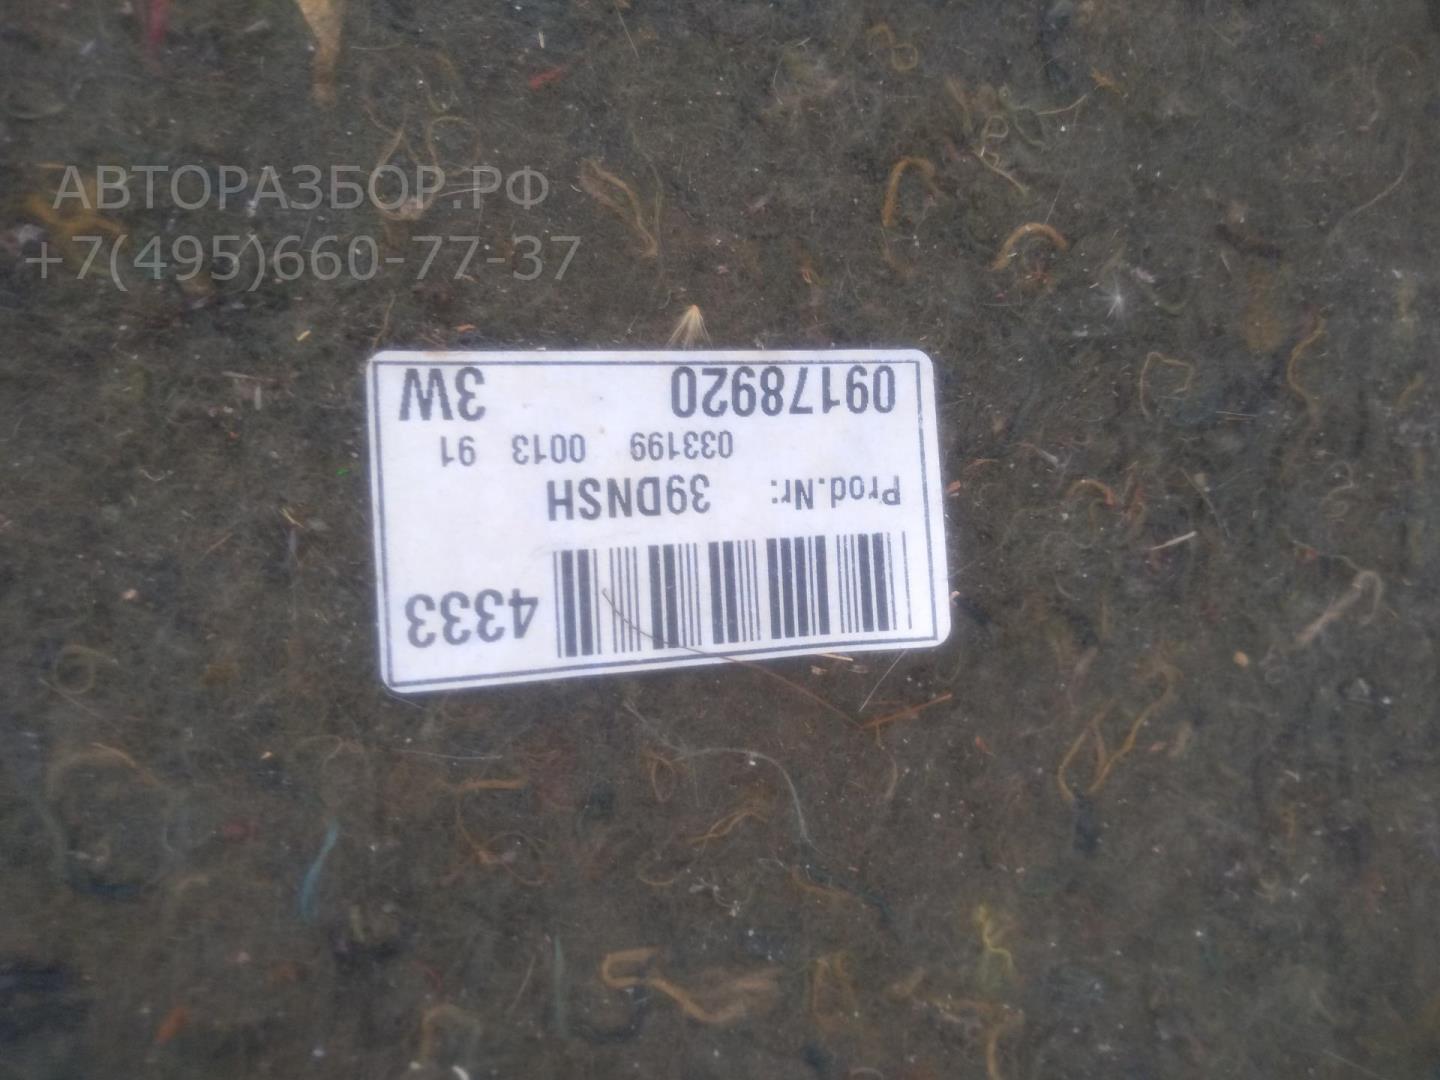 АВТОРАЗБОР.РФ
+7(495)660-77-37
4333
Prod.Nr: 39DNSH
033199 0013 91
09178920 3W